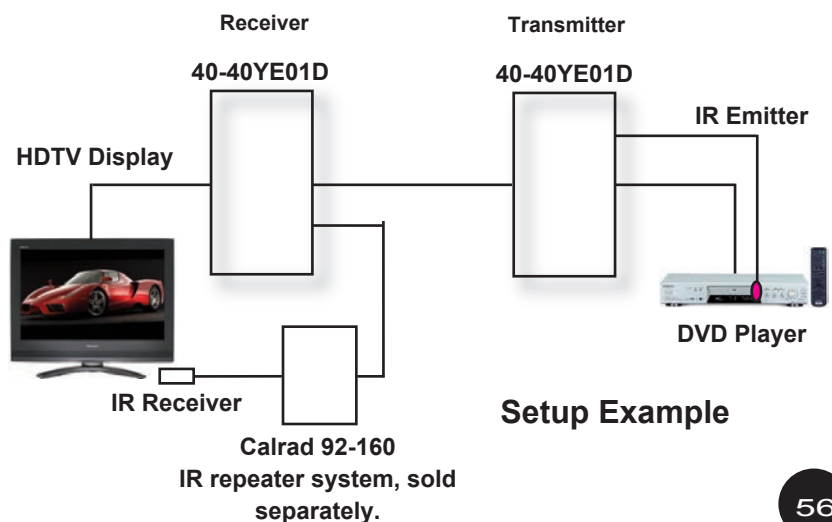 Receiver
Transmitter
40-40YE01D
40-40YE01D
IR Emitter
HDTV Display
DVD Player
IR Receiver
Setup Example
Calrad 92-160
IR repeater system, sold
separately.
56